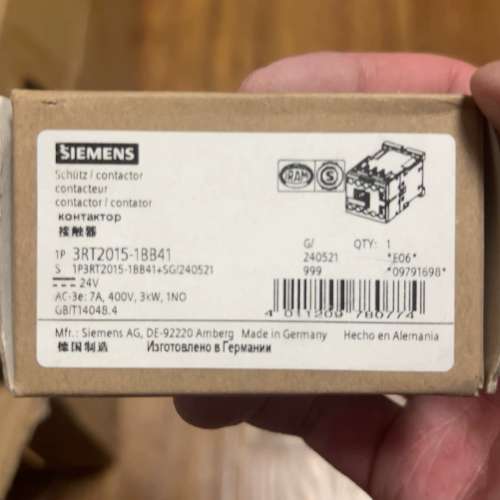 SIEMENS
Schütz / contactor
contacteur
contactor / contator
контактор
接触器
1P 3RT2015-1BB41
S 1P3RT2015-1BB41+SG/240521
24V
AC-3e: 7A, 400V, 3kW, 1NO
GB/T14048.4
IRAM
S
G/ QTY: 1
240521 *E06*
999 *09791698*
4 011209 780774
Mfr.: Siemens AG, DE-92220 Amberg Made in Germany Hecho en Alemania
德国制造 Изготовлено в Германии